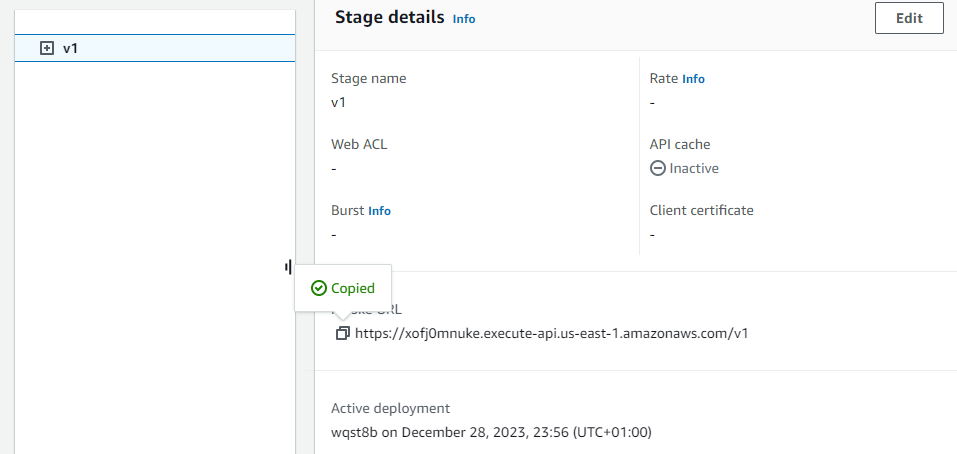 Stage details Info
Edit
v1
Stage name
v1
Rate Info
-
Web ACL
-
API cache
Inactive
Burst Info
-
Client certificate
-
Copied
URL
https://xofj0mnuke.execute-api.us-east-1.amazonaws.com/v1
Active deployment
wqst8b on December 28, 2023, 23:56 (UTC+01:00)